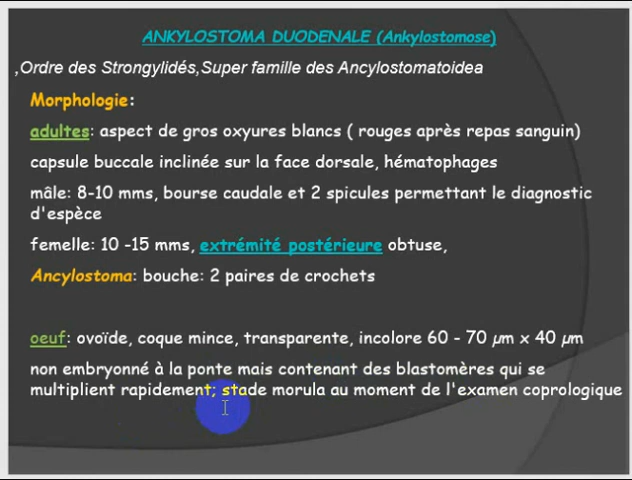 ANKYLOSTOMA DUODENALE (Ankylostomose)
,Ordre des Strongylidés,Super famille des Ancylostomatoidea
Morphologie:
adultes: aspect de gros oxyures blancs ( rouges après repas sanguin)
capsule buccale inclinée sur la face dorsale, hématophages
mâle: 8-10 mms, bourse caudale et 2 spicules permettant le diagnostic
d'espèce
femelle: 10 -15 mms, extrémité postérieure obtuse,
Ancylostoma: bouche: 2 paires de crochets
oeuf: ovoïde, coque mince, transparente, incolore 60 - 70 µm x 40 µm
non embryonné à la ponte mais contenant des blastomères qui se
multiplient rapidement; stade morula au moment de l'examen coprologique